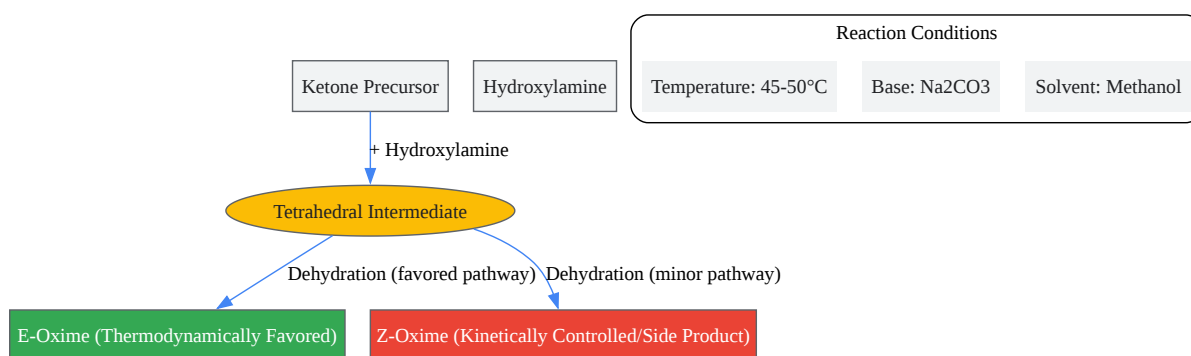 Reaction Conditions
Ketone Precursor
Hydroxylamine
Temperature: 45-50°C
Base: Na2CO3
Solvent: Methanol
+ Hydroxylamine
Tetrahedral Intermediate
Dehydration (favored pathway)
Dehydration (minor pathway)
E-Oxime (Thermodynamically Favored)
Z-Oxime (Kinetically Controlled/Side Product)